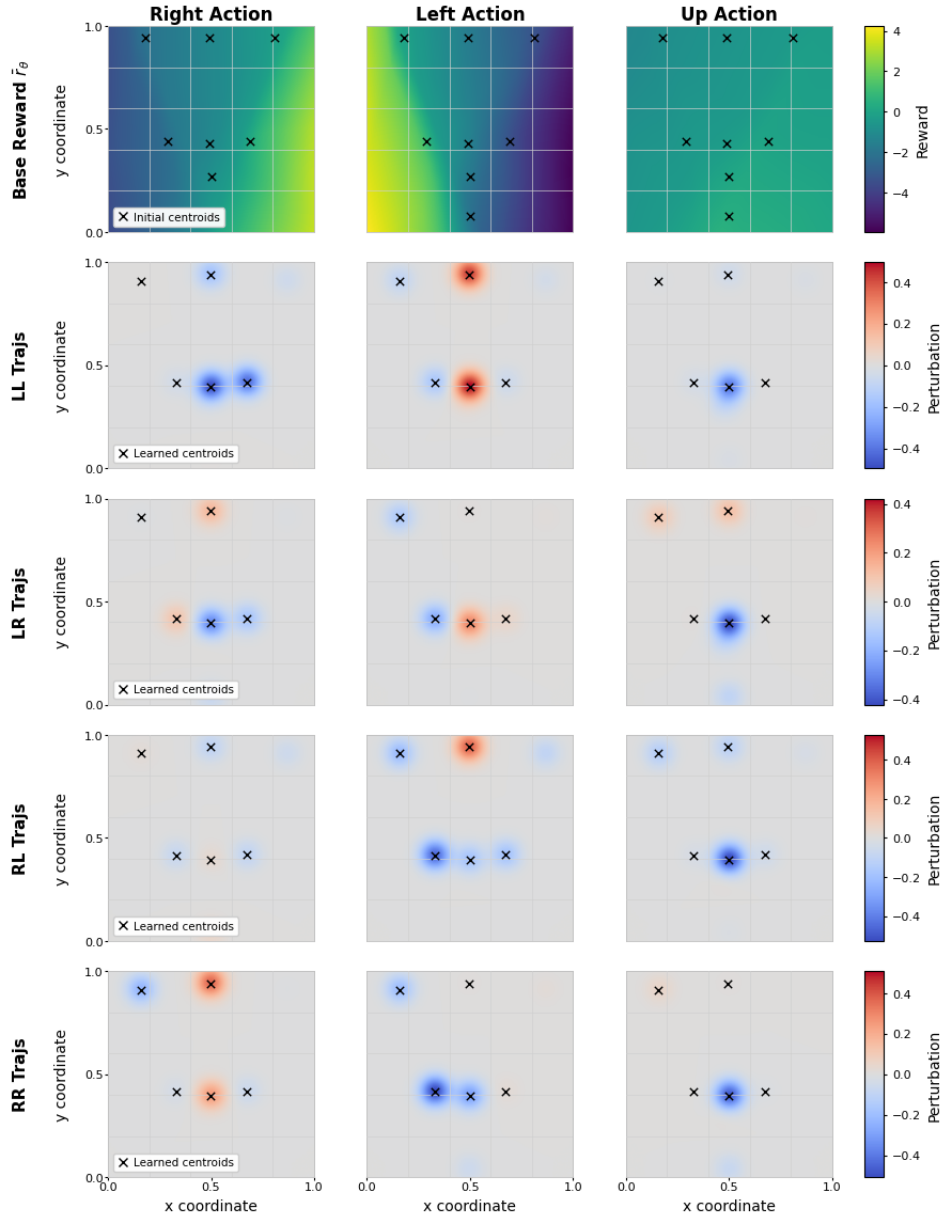 Right Action
Left Action
Up Action
Base Reward r̄_θ
y coordinate
1.0
0.5
0.0
Initial centroids
Reward
4
2
0
−2
−4
LL Trajs
y coordinate
1.0
0.5
0.0
Learned centroids
Perturbation
0.4
0.2
0.0
−0.2
−0.4
LR Trajs
y coordinate
1.0
0.5
0.0
Learned centroids
Perturbation
0.4
0.2
0.0
−0.2
−0.4
RL Trajs
y coordinate
1.0
0.5
0.0
Learned centroids
Perturbation
0.4
0.2
0.0
−0.2
−0.4
RR Trajs
y coordinate
1.0
0.5
0.0
Learned centroids
Perturbation
0.4
0.2
0.0
−0.2
−0.4
0.0 0.5 1.0
0.0 0.5 1.0
0.0 0.5 1.0
x coordinate
x coordinate
x coordinate